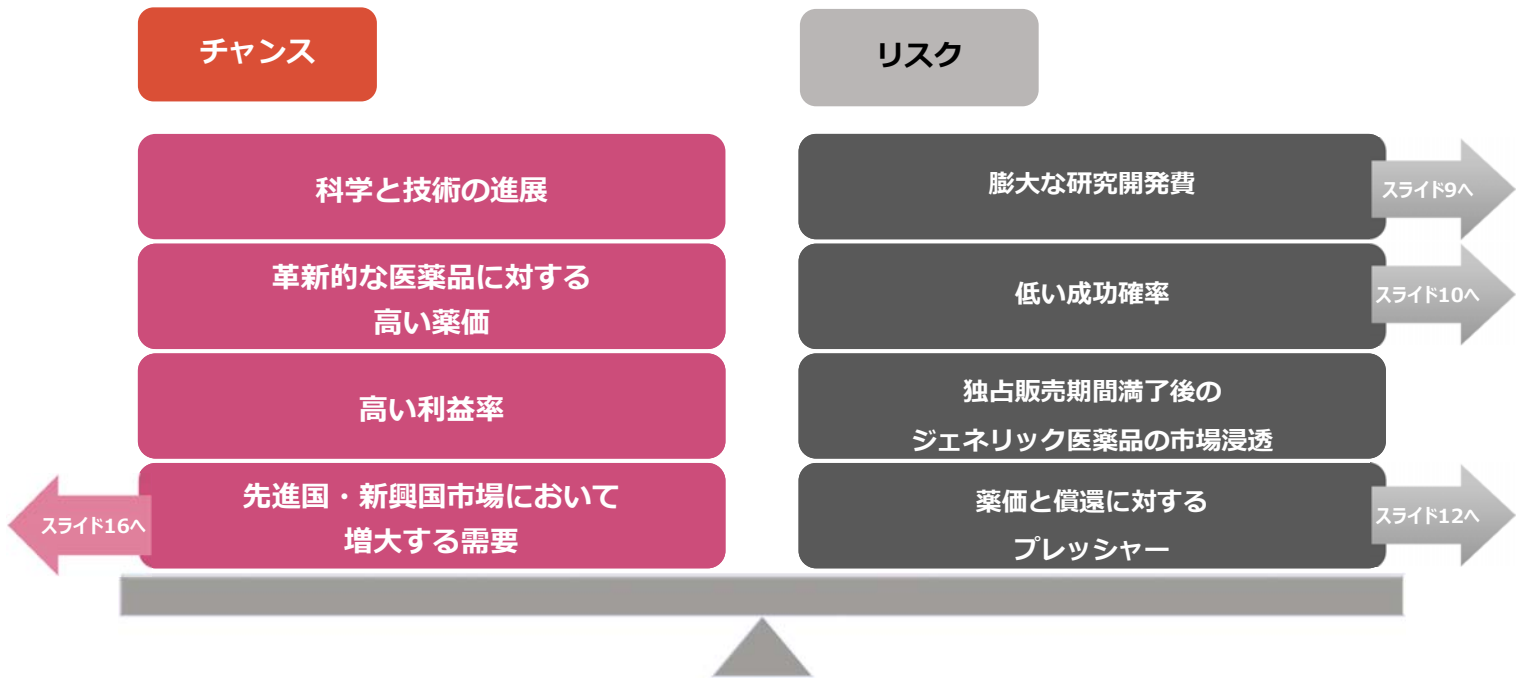 チャンス
リスク
科学と技術の進展
革新的な医薬品に対する
高い薬価
高い利益率
先進国・新興国市場において
増大する需要
スライド16へ
膨大な研究開発費
スライド9へ
低い成功確率
スライド10へ
独占販売期間満了後の
ジェネリック医薬品の市場浸透
薬価と償還に対する
プレッシャー
スライド12へ